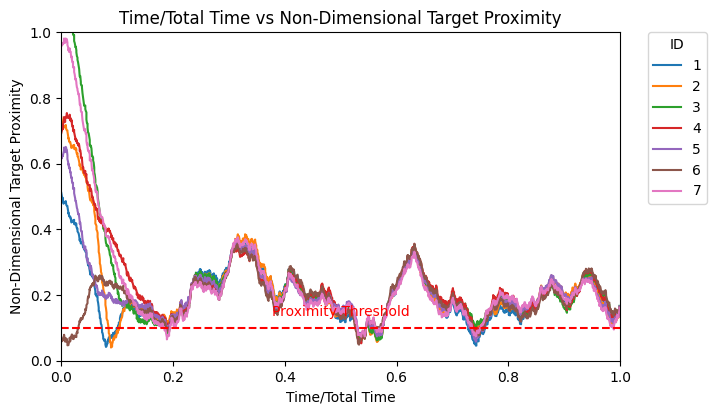 Time/Total Time vs Non-Dimensional Target Proximity
Non-Dimensional Target Proximity
1.0
0.8
0.6
0.4
0.2
0.0
Proximity Threshold
0.0 0.2 0.4 0.6 0.8 1.0
Time/Total Time
ID
1
2
3
4
5
6
7